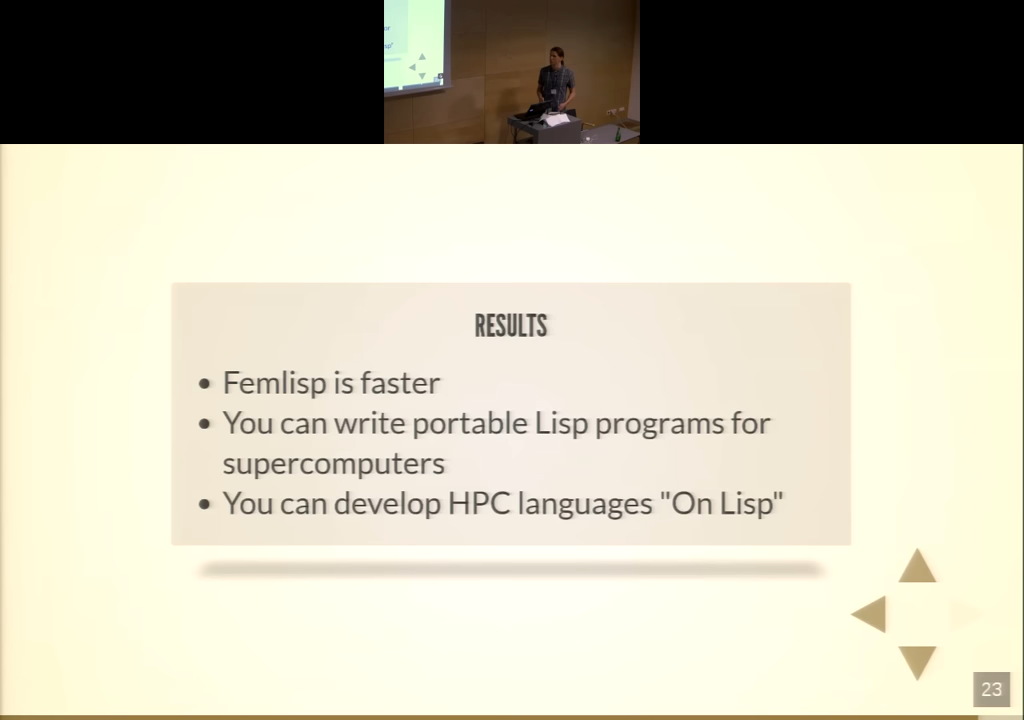 RESULTS
• Femlisp is faster
• You can write portable Lisp programs for
supercomputers
• You can develop HPC languages "On Lisp"
23